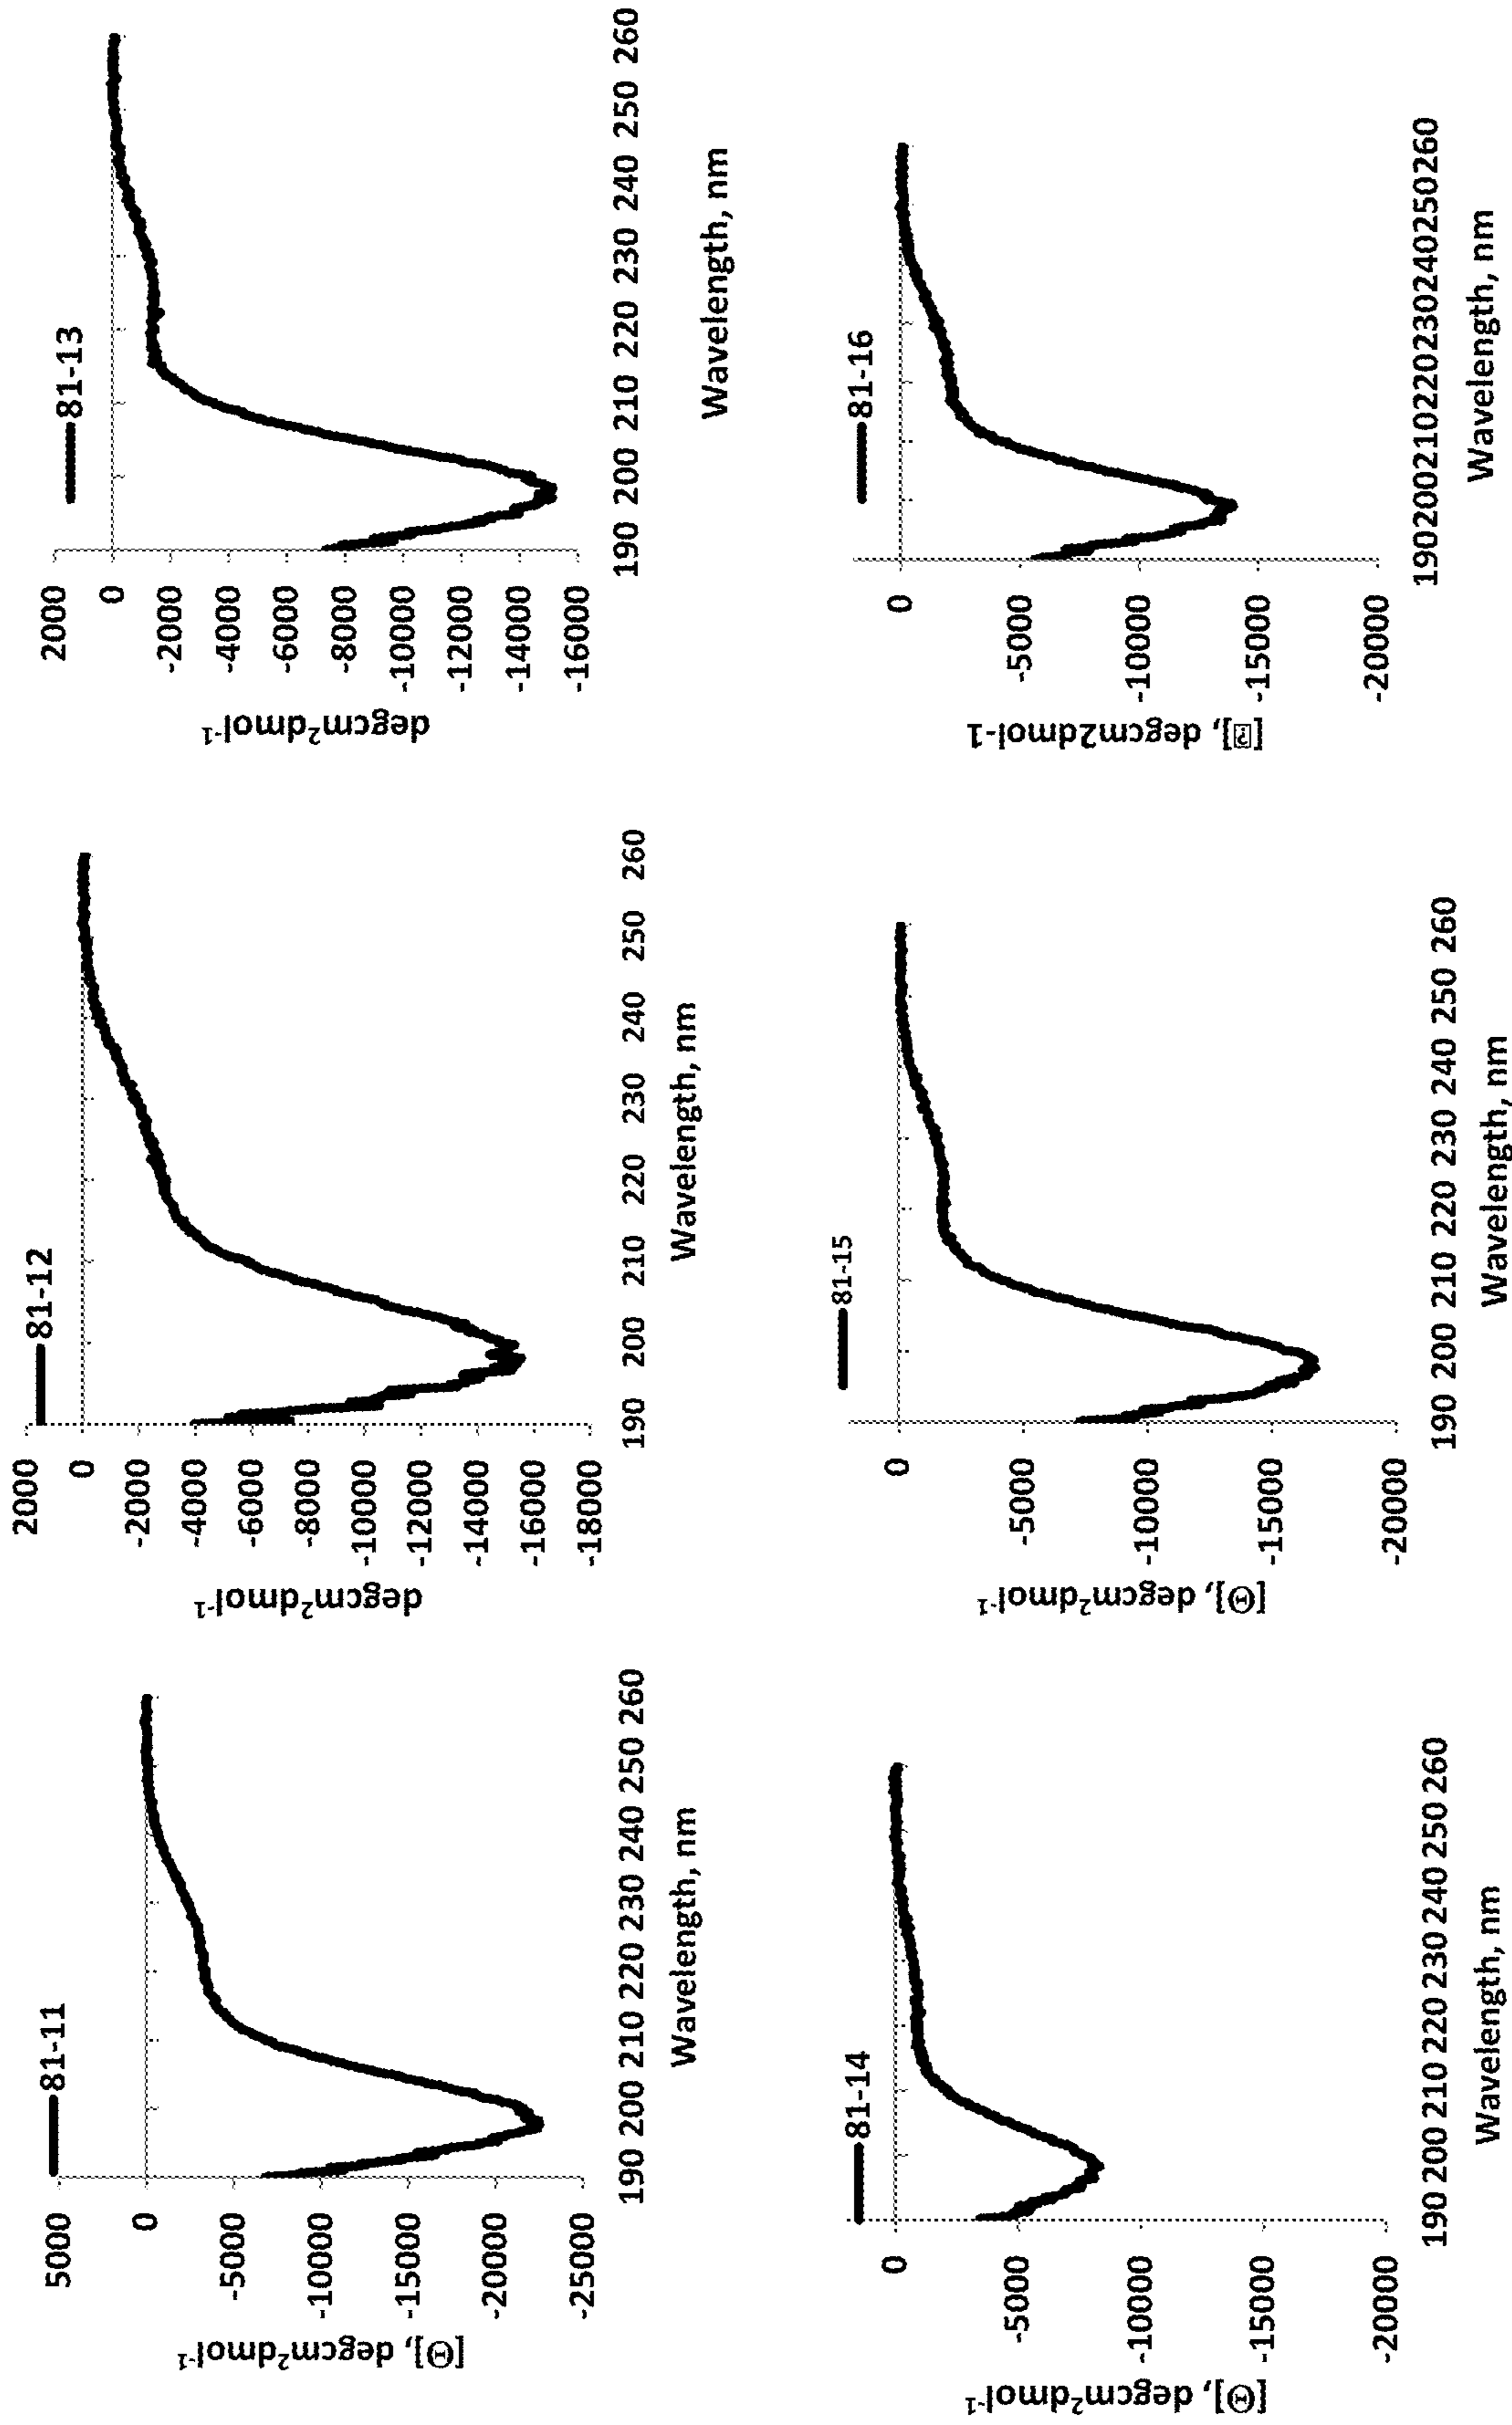 81-11
5000
0
-5000
-10000
-15000
-20000
-25000
[Θ], degcm²dmol⁻¹
190 200 210 220 230 240 250 260
Wavelength, nm
81-12
2000
0
-2000
-4000
-6000
-8000
-10000
-12000
-14000
-16000
-18000
degcm²dmol⁻¹
190 200 210 220 230 240 250 260
Wavelength, nm
81-13
2000
0
-2000
-4000
-6000
-8000
-10000
-12000
-14000
-16000
degcm²dmol⁻¹
190 200 210 220 230 240 250 260
Wavelength, nm
81-14
0
-5000
-10000
-15000
-20000
[Θ], degcm²dmol⁻¹
190 200 210 220 230 240 250 260
Wavelength, nm
81-15
0
-5000
-10000
-15000
-20000
[Θ], degcm²dmol⁻¹
190 200 210 220 230 240 250 260
Wavelength, nm
81-16
0
-5000
-10000
-15000
-20000
[⍰], degcm2dmol-1
190200210220230240250260
Wavelength, nm